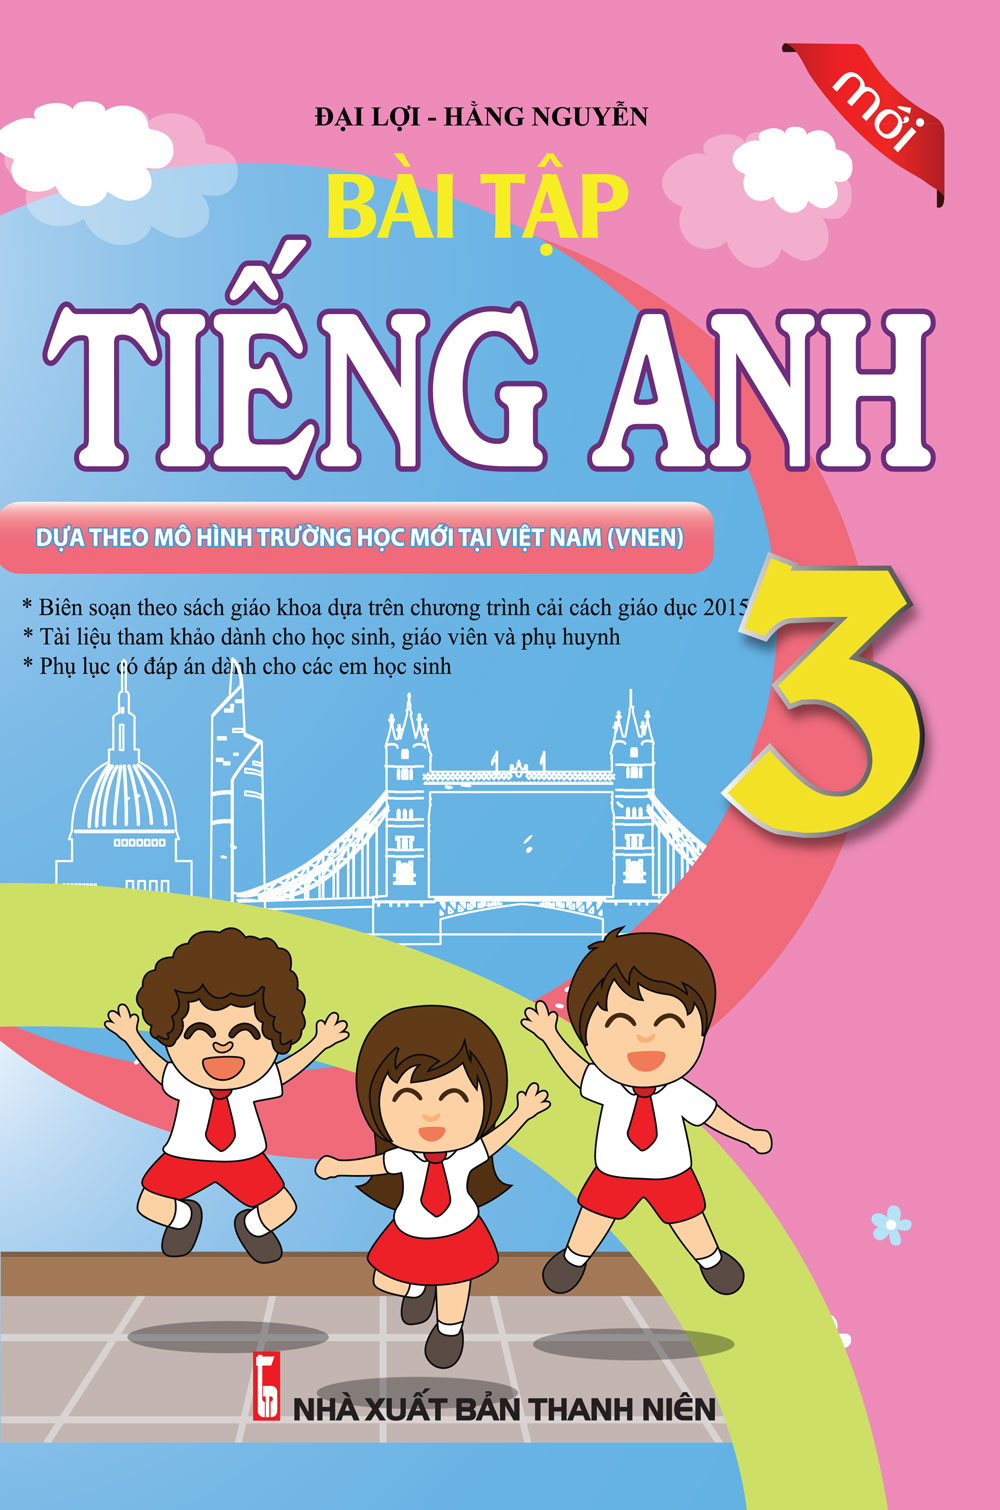 mới
ĐẠI LỢI - HẰNG NGUYỄN
BÀI TẬP
TIẾNG ANH
DỰA THEO MÔ HÌNH TRƯỜNG HỌC MỚI TẠI VIỆT NAM (VNEN)
3
* Biên soạn theo sách giáo khoa dựa trên chương trình cải cách giáo dục 2015
* Tài liệu tham khảo dành cho học sinh, giáo viên và phụ huynh
* Phụ lục có đáp án dành cho các em học sinh
NHÀ XUẤT BẢN THANH NIÊN